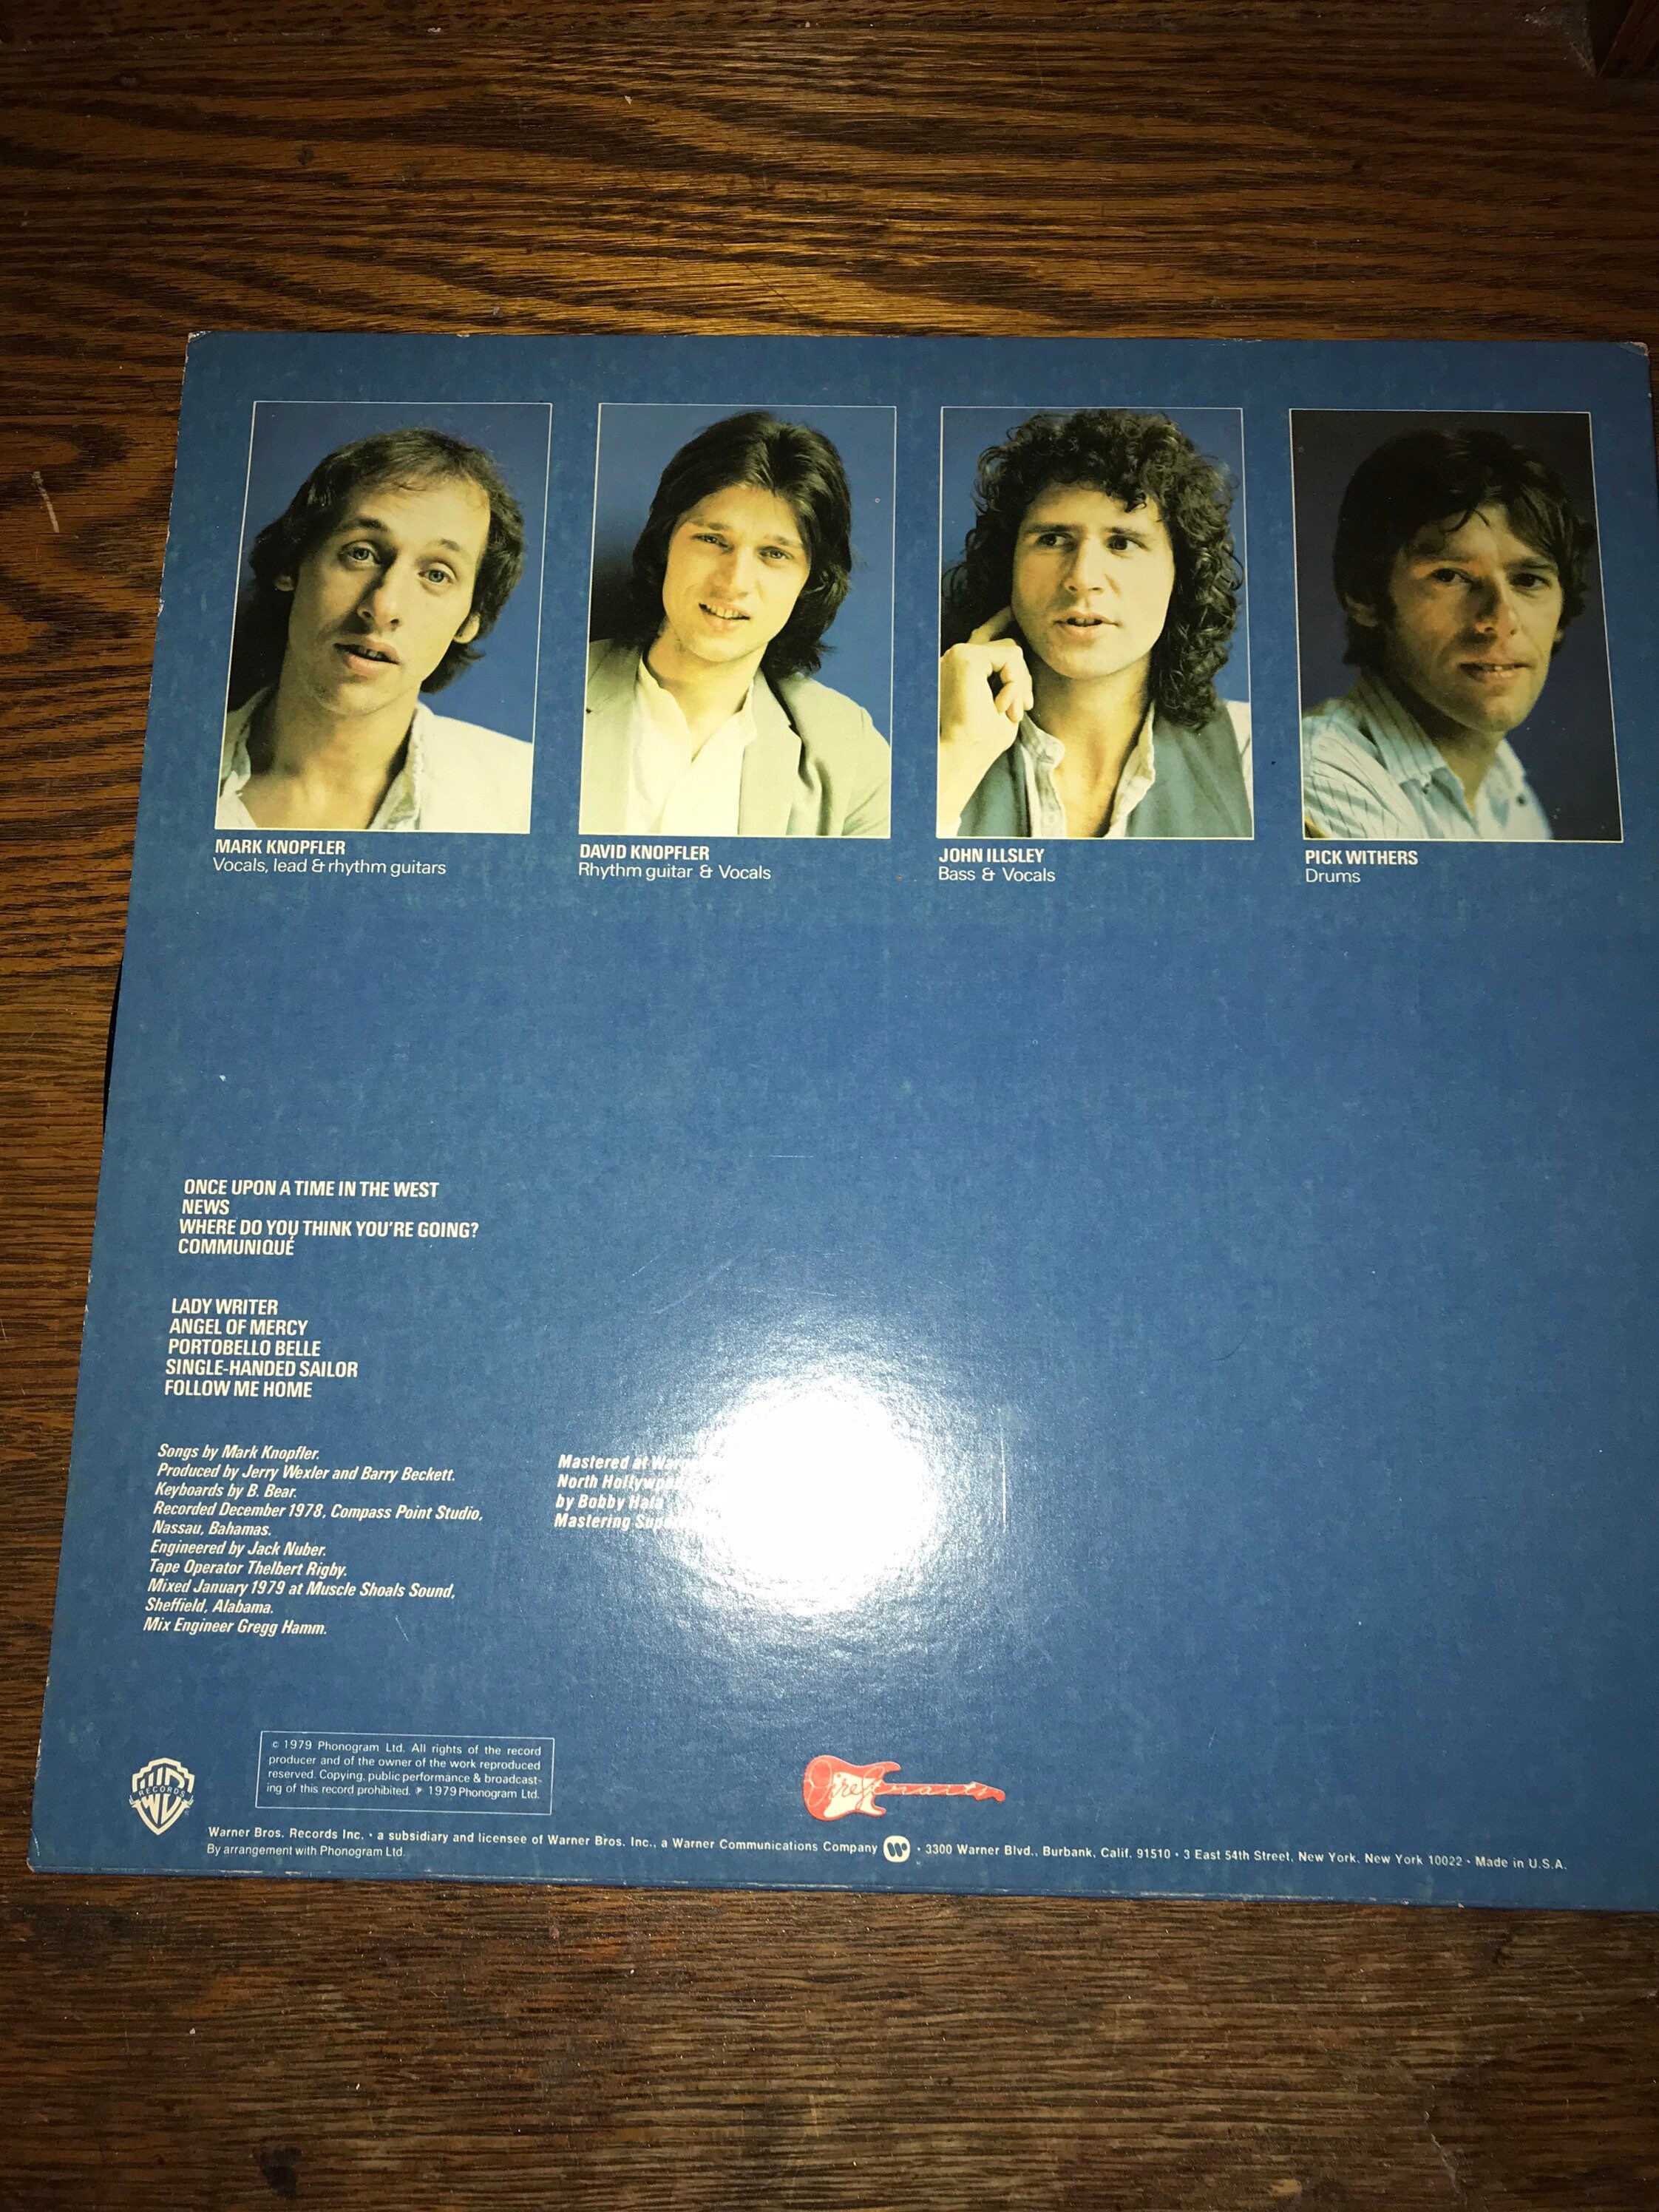 MARK KNOPFLER
Vocals, lead & rhythm guitars
DAVID KNOPFLER
Rhythm guitar & Vocals
JOHN ILLSLEY
Bass & Vocals
PICK WITHERS
Drums
ONCE UPON A TIME IN THE WEST
NEWS
WHERE DO YOU THINK YOU'RE GOING?
COMMUNIQUÉ
LADY WRITER
ANGEL OF MERCY
PORTOBELLO BELLE
SINGLE-HANDED SAILOR
FOLLOW ME HOME
Songs by Mark Knopfler.
Produced by Jerry Wexler and Barry Beckett.
Keyboards by B. Bear.
Recorded December 1978, Compass Point Studio,
Nassau, Bahamas.
Engineered by Jack Nuber.
Tape Operator Thelbert Rigby.
Mixed January 1979 at Muscle Shoals Sound,
Sheffield, Alabama.
Mix Engineer Gregg Hamm.
Mastered at
North
by Bobby
Mastering
© 1979 Phonogram Ltd. All rights of the record
producer and of the owner of the work reproduced
reserved. Copying, public performance & broadcast-
ing of this record prohibited. ℗ 1979 Phonogram Ltd.
RECORDS
Dire Straits
Warner Bros. Records Inc. • a subsidiary and licensee of Warner Bros. Inc., a Warner Communications Company • 3300 Warner Blvd., Burbank, Calif. 91510 • 3 East 54th Street, New York, New York 10022 • Made in U.S.A.
By arrangement with Phonogram Ltd.